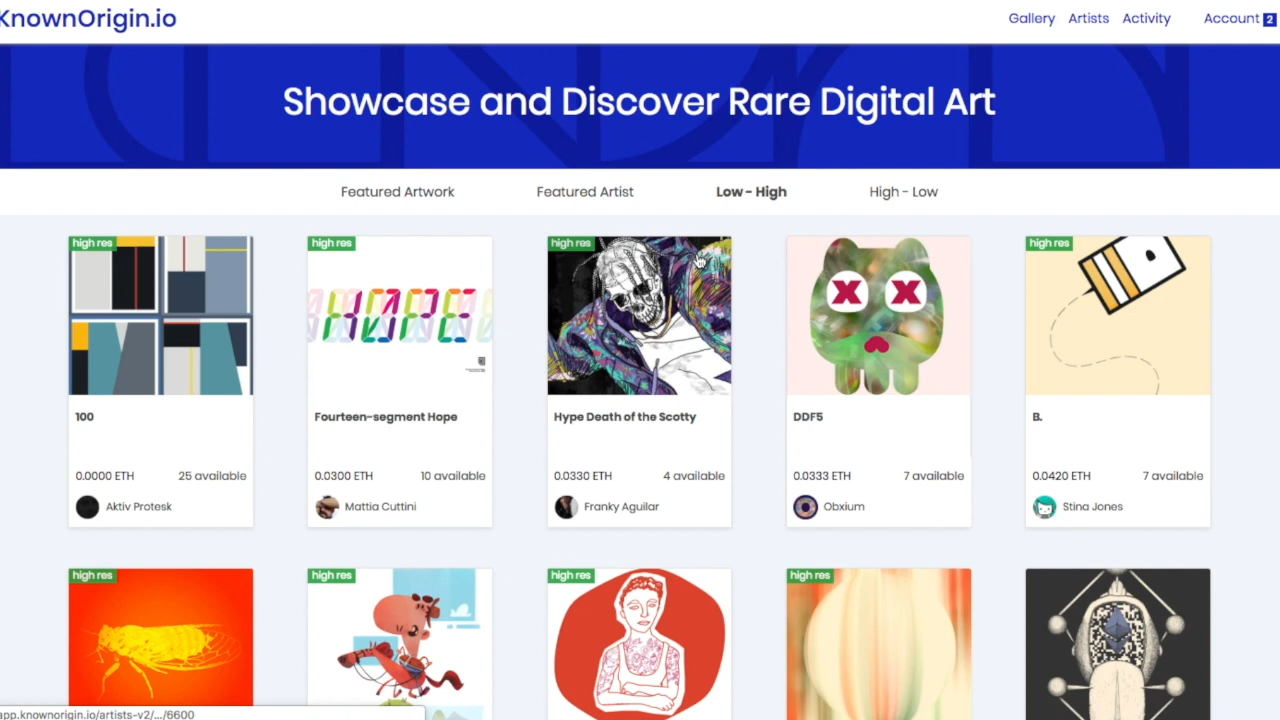 KnownOrigin.io
Gallery Artists Activity Account 2
Showcase and Discover Rare Digital Art
Featured Artwork Featured Artist Low - High High - Low
high res high res high res high res
X X
100 Fourteen-segment Hope Hype Death of the Scotty DDF5 B.
0.0000 ETH 25 available 0.0300 ETH 10 available 0.0330 ETH 4 available 0.0333 ETH 7 available 0.0420 ETH 7 available
Aktiv Protesk Mattia Cuttini Franky Aguilar Obxium Stina Jones
high res high res high res high res
app.knownorigin.io/artists-v2/.../6600